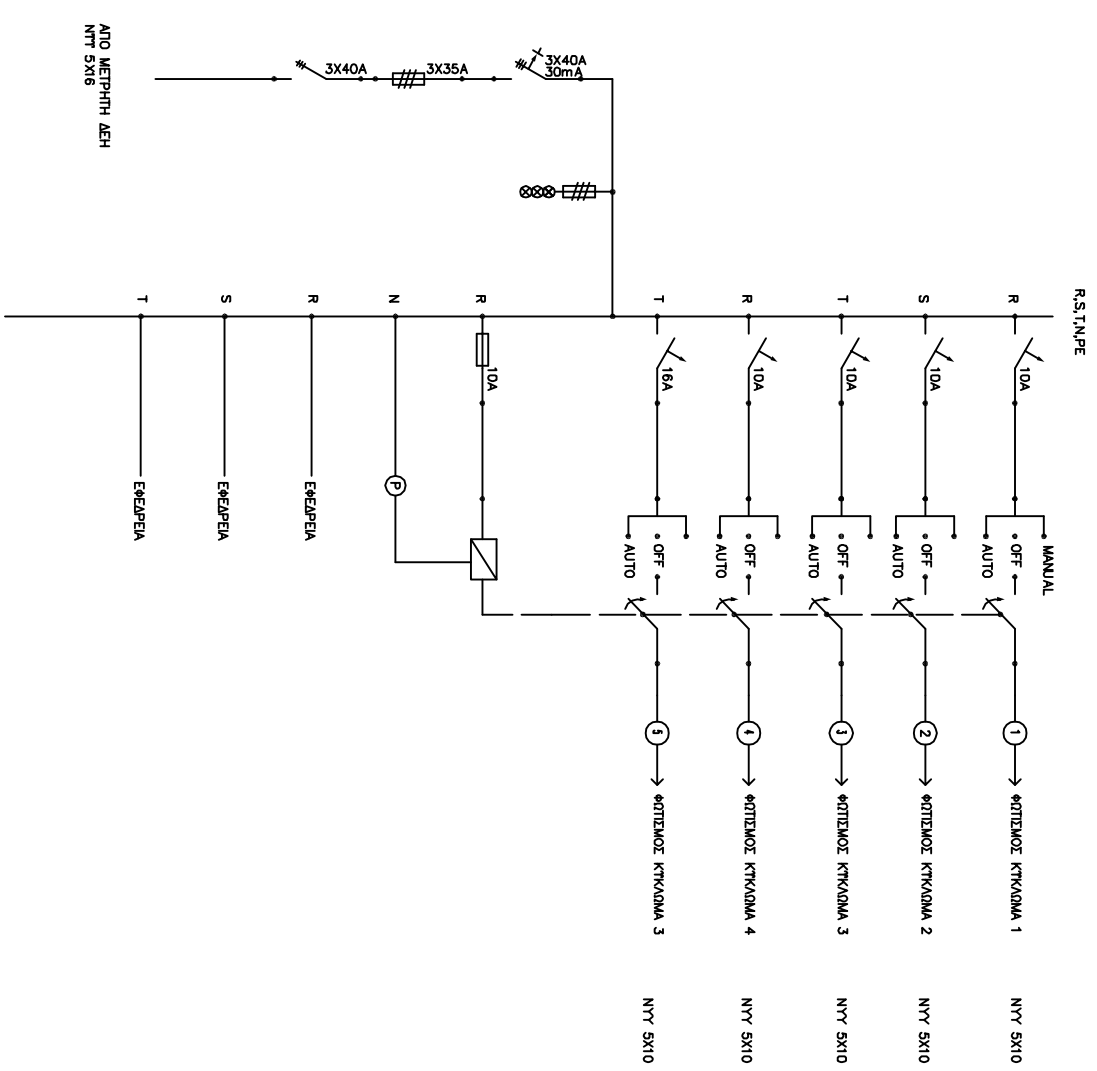 ΑΠΟ ΜΕΤΡΗΤΗ ΔΕΗ
ΝΥΥ 5Χ16
3X40A
3X35A
3X40A
30mA
R,S,T,N,PE
T
S
R
N
R
T
R
T
S
R
10A
16A
10A
10A
10A
10A
ΕΦΕΔΡΕΙΑ
ΕΦΕΔΡΕΙΑ
ΕΦΕΔΡΕΙΑ
P
AUTO
OFF
AUTO
OFF
AUTO
OFF
AUTO
OFF
AUTO
OFF
MANUAL
5
4
3
2
1
ΦΩΤΙΣΜΟΣ ΚΥΚΛΩΜΑ 3
ΦΩΤΙΣΜΟΣ ΚΥΚΛΩΜΑ 4
ΦΩΤΙΣΜΟΣ ΚΥΚΛΩΜΑ 3
ΦΩΤΙΣΜΟΣ ΚΥΚΛΩΜΑ 2
ΦΩΤΙΣΜΟΣ ΚΥΚΛΩΜΑ 1
NYY 5X10
NYY 5X10
NYY 5X10
NYY 5X10
NYY 5X10